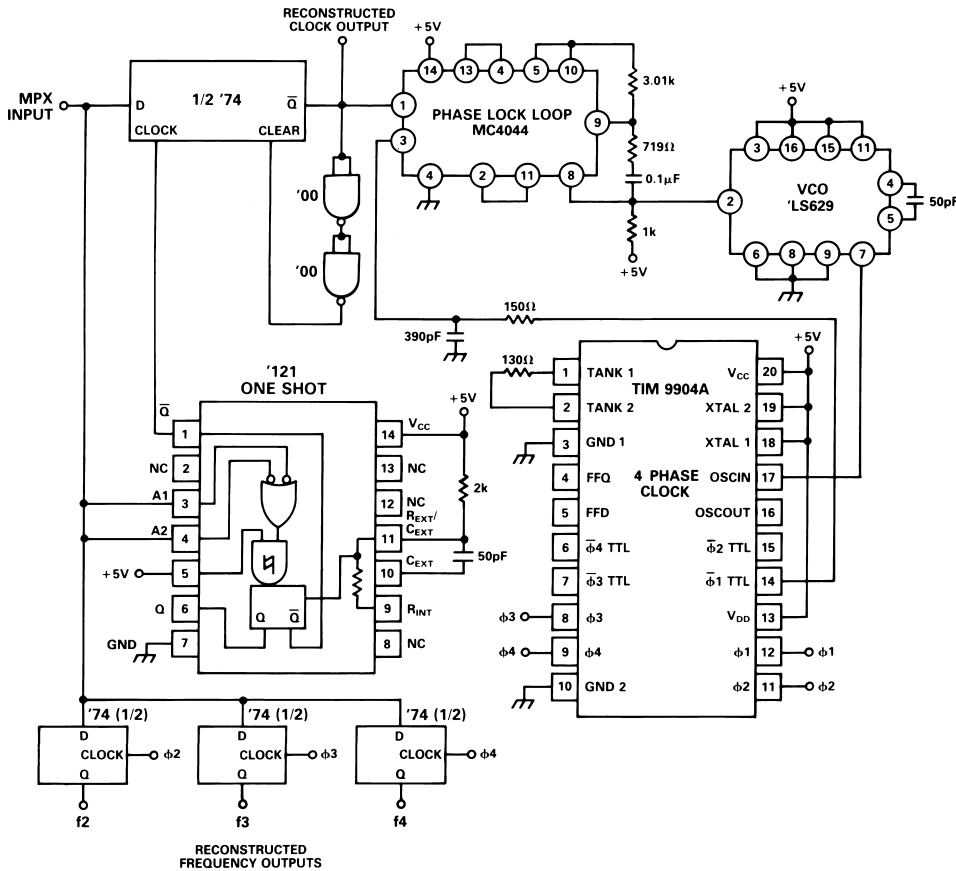 RECONSTRUCTED
CLOCK OUTPUT
+5V
14
13
4
5
10
MPX
INPUT
D
1/2 '74
Q̅
CLOCK
CLEAR
1
3
PHASE LOCK LOOP
MC4044
9
4
2
11
8
3.01k
719Ω
0.1μF
1k
+5V
+5V
3
16
15
11
2
VCO
'LS629
4
5
50pF
6
8
9
7
'00
'00
150Ω
390pF
130Ω
+5V
'121
ONE SHOT
+5V
Q̅
1
14
VCC
NC
2
13
NC
A1
3
12
NC
2k
A2
4
11
REXT/
CEXT
+5V
5
10
CEXT
50pF
Q
6
Q
Q̅
9
RINT
GND
7
8
NC
TIM 9904A
4 PHASE
CLOCK
1
TANK 1
VCC
20
2
TANK 2
XTAL 2
19
3
GND 1
XTAL 1
18
4
FFQ
OSCIN
17
5
FFD
OSCOUT
16
6
ϕ̅4 TTL
ϕ̅2 TTL
15
7
ϕ̅3 TTL
ϕ̅1 TTL
14
ϕ3
8
ϕ3
VDD
13
ϕ4
9
ϕ4
ϕ1
12
ϕ1
10
GND 2
ϕ2
11
ϕ2
'74 (1/2)
D
CLOCK
ϕ2
Q
f2
'74 (1/2)
D
CLOCK
ϕ3
Q
f3
'74 (1/2)
D
CLOCK
ϕ4
Q
f4
RECONSTRUCTED
FREQUENCY OUTPUTS